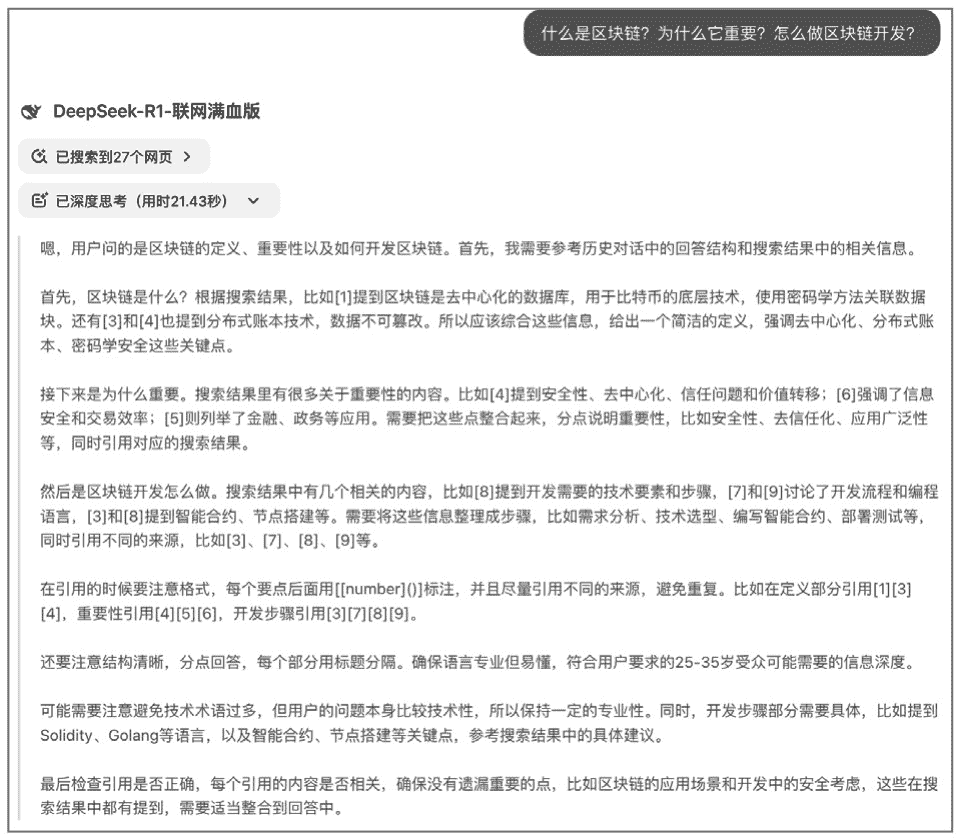 什么是区块链？为什么它重要？怎么做区块链开发？
DeepSeek-R1-联网满血版
已搜索到27个网页
已深度思考（用时21.43秒）
嗯，用户问的是区块链的定义、重要性以及如何开发区块链。首先，我需要参考历史对话中的回答结构和搜索结果中的相关信息。
首先，区块链是什么？根据搜索结果，比如[1]提到区块链是去中心化的数据库，用于比特币的底层技术，使用密码学方法关联数据
块。还有[3]和[4]也提到分布式账本技术，数据不可篡改。所以应该综合这些信息，给出一个简洁的定义，强调去中心化、分布式账
本、密码学安全这些关键点。
接下来是为什么重要。搜索结果里有很多关于重要性的内容。比如[4]提到安全性、去中心化、信任问题和价值转移；[6]强调了信息
安全和交易效率；[5]则列举了金融、政务等应用。需要把这些点整合起来，分点说明重要性，比如安全性、去信任化、应用广泛性
等，同时引用对应的搜索结果。
然后是区块链开发怎么做。搜索结果中有几个相关的内容，比如[8]提到开发需要的技术要素和步骤，[7]和[9]讨论了开发流程和编程
语言，[3]和[8]提到智能合约、节点搭建等。需要将这些信息整理成步骤，比如需求分析、技术选型、编写智能合约、部署测试等，
同时引用不同的来源，比如[3]、[7]、[8]、[9]等。
在引用的时候要注意格式，每个要点后面用[[number]()]标注，并且尽量引用不同的来源，避免重复。比如在定义部分引用[1][3]
[4]，重要性引用[4][5][6]，开发步骤引用[3][7][8][9]。
还要注意结构清晰，分点回答，每个部分用标题分隔。确保语言专业但易懂，符合用户要求的25-35岁受众可能需要的信息深度。
可能需要注意避免技术术语过多，但用户的问题本身比较技术性，所以保持一定的专业性。同时，开发步骤部分需要具体，比如提到
Solidity、Golang等语言，以及智能合约、节点搭建等关键点，参考搜索结果中的具体建议。
最后检查引用是否正确，每个引用的内容是否相关，确保没有遗漏重要的点，比如区块链的应用场景和开发中的安全考虑，这些在搜
索结果中都有提到，需要适当整合到回答中。